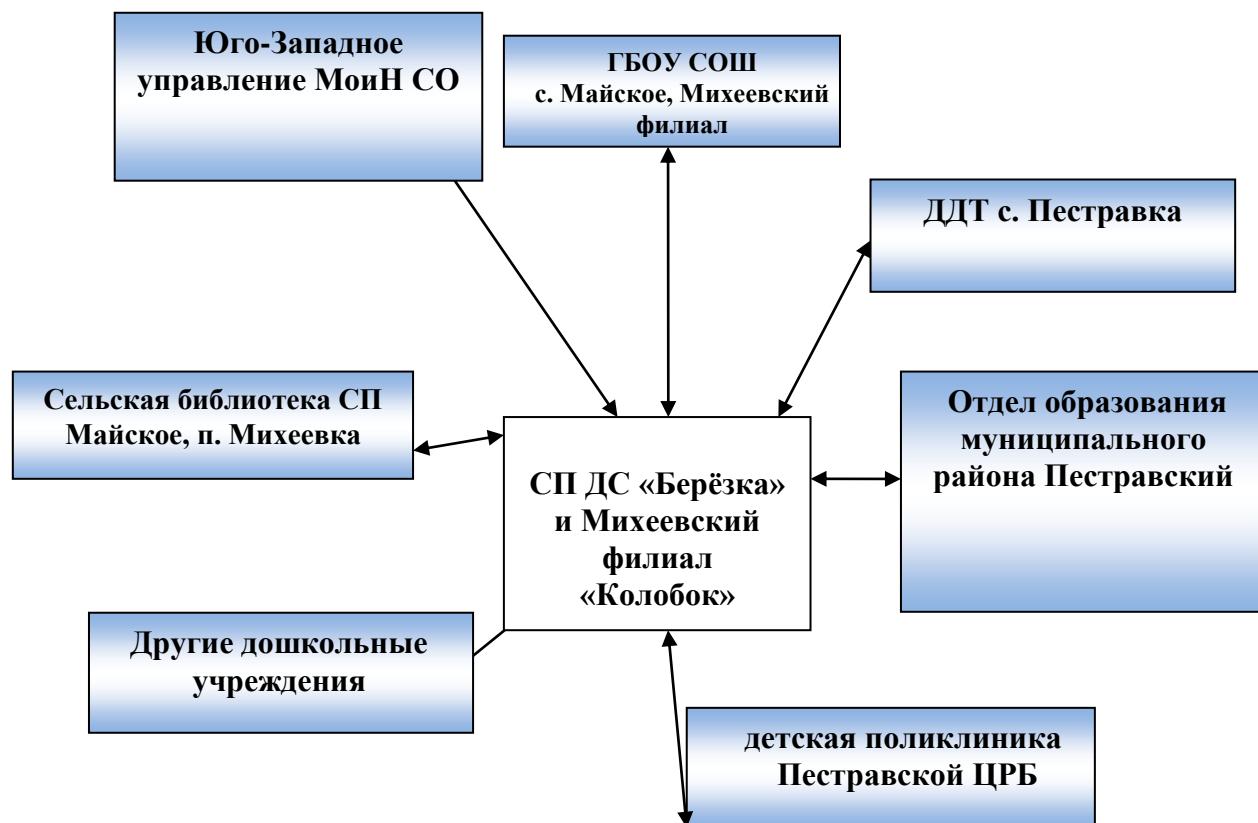 Юго-Западное
управление МоиН СО
ГБОУ СОШ
с. Майское, Михеевский
филиал
ДДТ с. Пестравка
Сельская библиотека СП
Майское, п. Михеевка
Отдел образования
муниципального
района Пестравский
СП ДС «Берёзка»
и Михеевский
филиал
«Колобок»
Другие дошкольные
учреждения
детская поликлиника
Пестравской ЦРБ